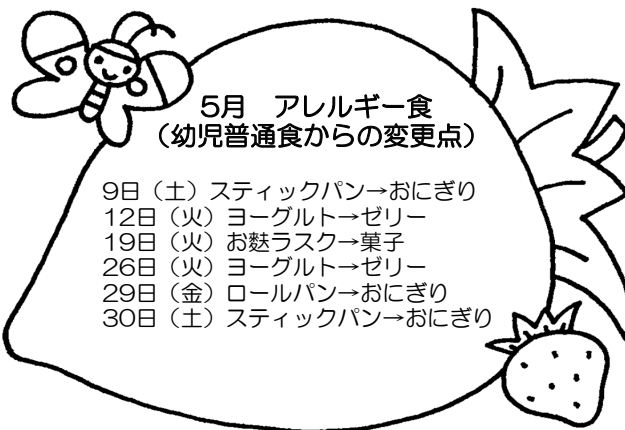 5月　アレルギー食
（幼児普通食からの変更点）
9日（土）スティックパン→おにぎり
12日（火）ヨーグルト→ゼリー
19日（火）お麩ラスク→菓子
26日（火）ヨーグルト→ゼリー
29日（金）ロールパン→おにぎり
30日（土）スティックパン→おにぎり